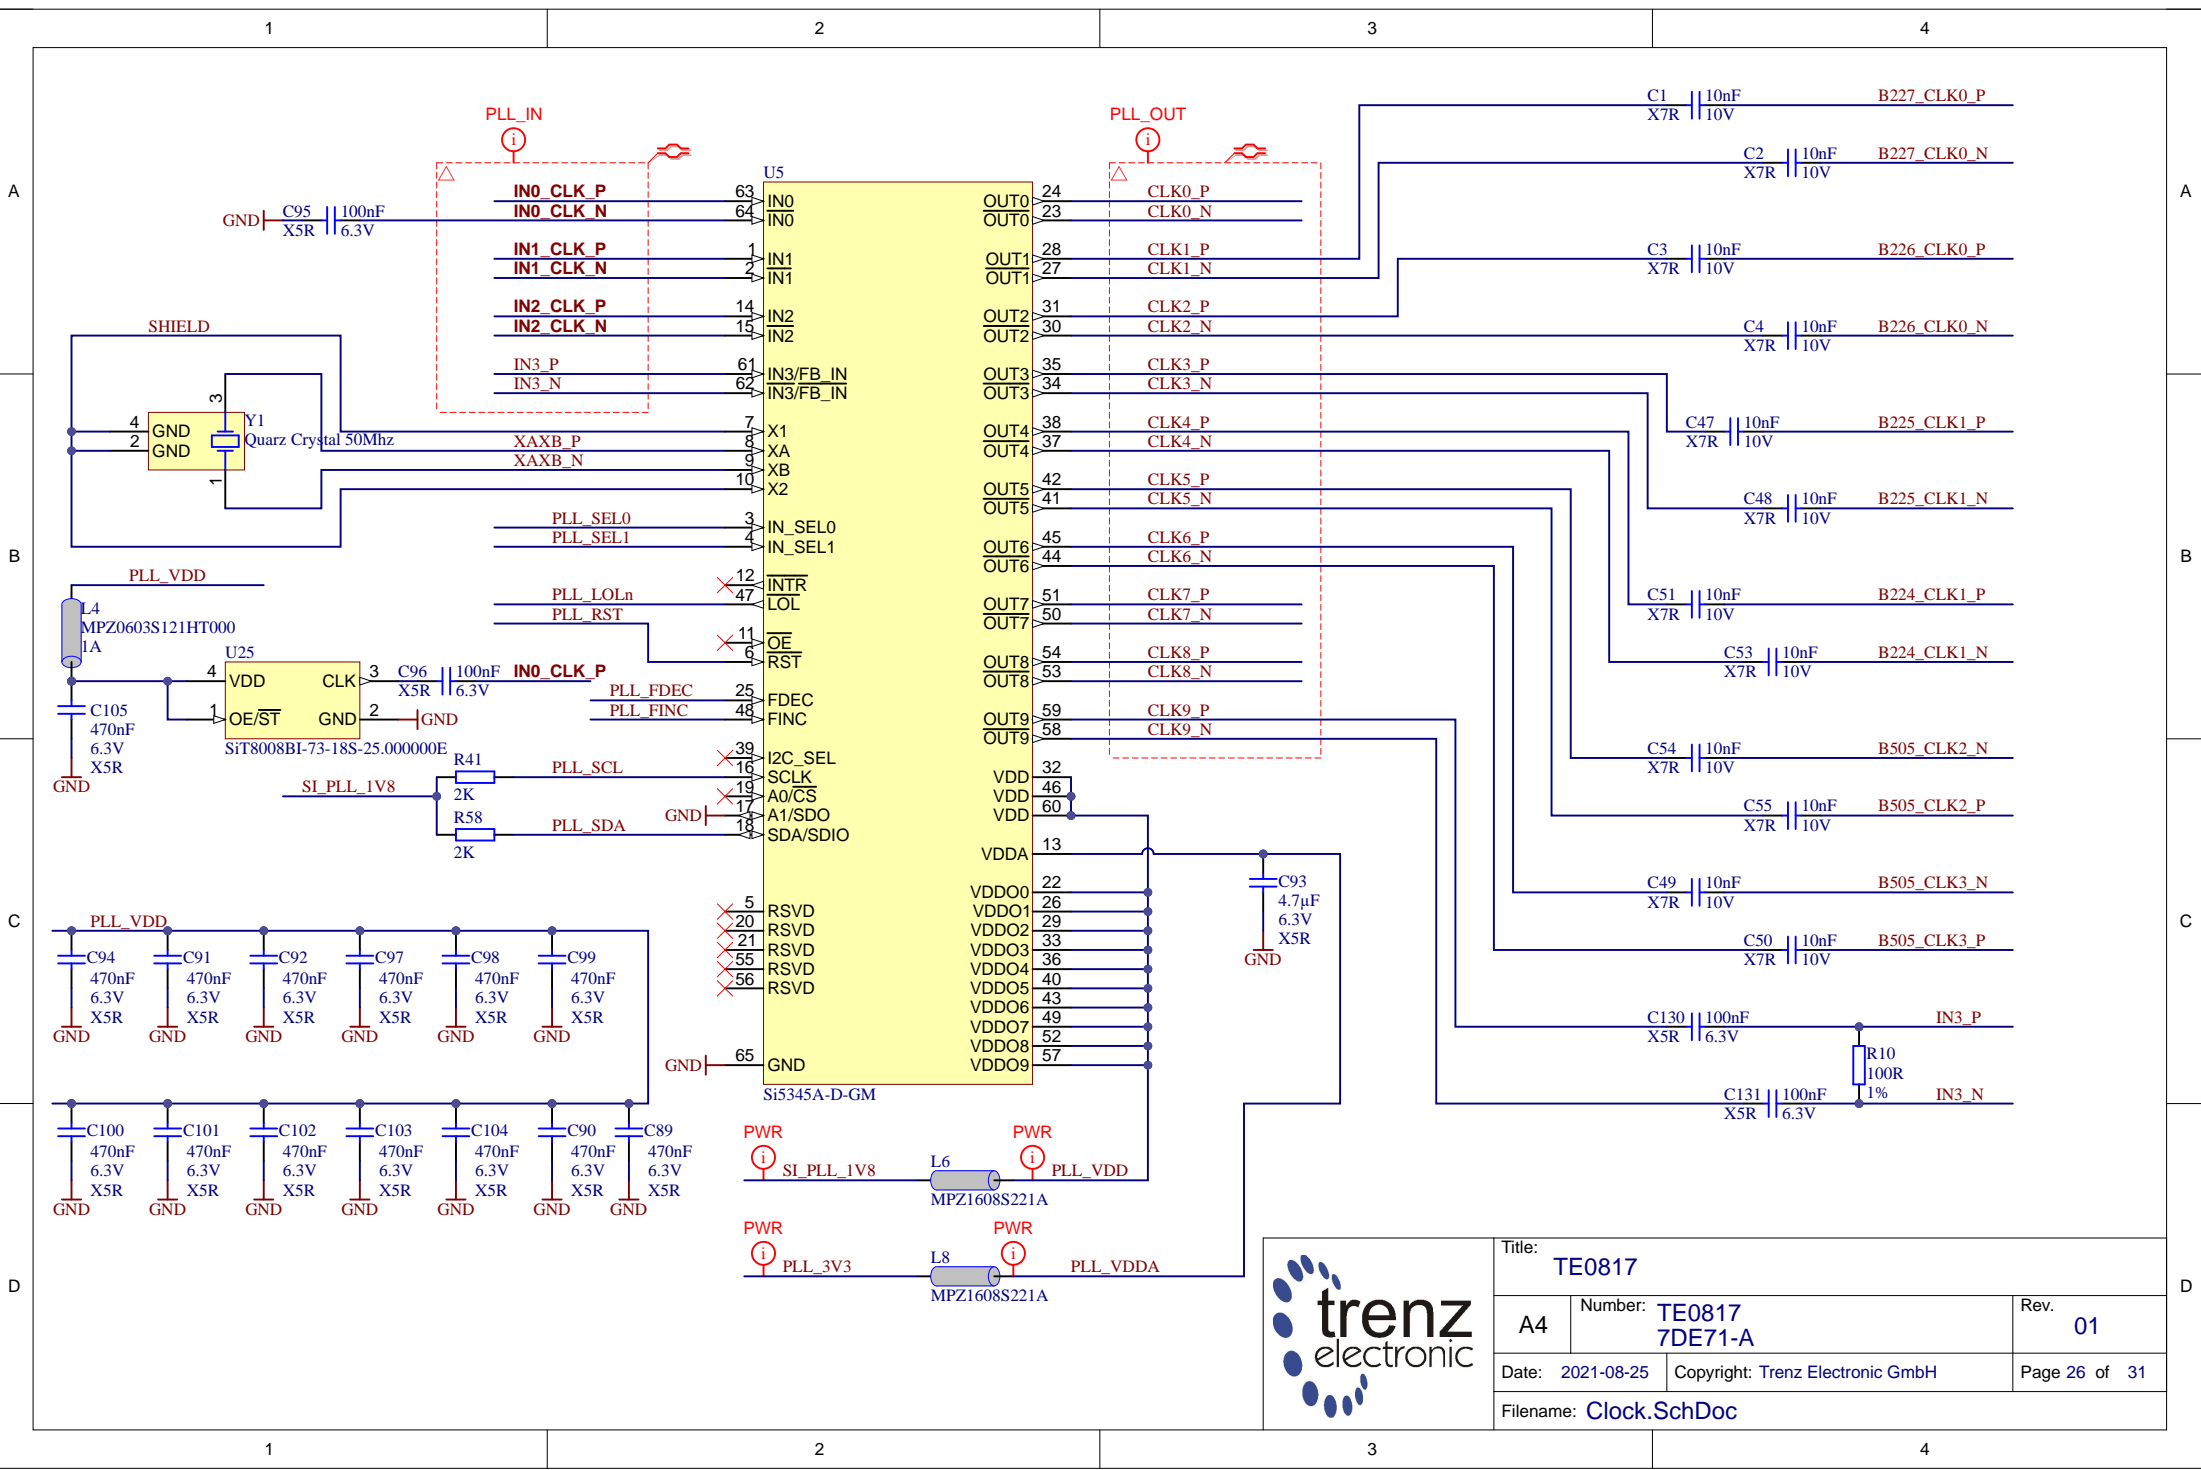 1 2 3 4
A
B
C
D
A
B
C
D
PLL_IN
i
IN0_CLK_P
IN0_CLK_N
GND C95 100nF
X5R 6.3V
IN1_CLK_P
IN1_CLK_N
IN2_CLK_P
IN2_CLK_N
IN3_P
IN3_N
SHIELD
4 GND
2 GND
3
1
Y1
Quarz Crystal 50Mhz
XAXB_P
XAXB_N
PLL_SEL0
PLL_SEL1
PLL_LOLn
PLL_RST
PLL_VDD
L4
MPZ0603S121HT000
1A
U25
4 VDD CLK 3
1 OE/ST GND 2 GND
SiT8008BI-73-18S-25.000000E
C96 100nF IN0_CLK_P
X5R 6.3V
C105
470nF
6.3V
X5R
GND
PLL_FDEC
PLL_FINC
SI_PLL_1V8
R41
2K
PLL_SCL
R58
2K
PLL_SDA
GND
U5
63 IN0
64 IN0
1 IN1
2 IN1
14 IN2
15 IN2
61 IN3/FB_IN
62 IN3/FB_IN
7 X1
8 XA
9 XB
10 X2
3 IN_SEL0
4 IN_SEL1
12 INTR
47 LOL
11 OE
6 RST
25 FDEC
48 FINC
39 I2C_SEL
16 SCLK
19 A0/CS
17 A1/SDO
18 SDA/SDIO
5 RSVD
20 RSVD
21 RSVD
55 RSVD
56 RSVD
GND 65 GND
Si5345A-D-GM
OUT0 24
OUT0 23
OUT1 28
OUT1 27
OUT2 31
OUT2 30
OUT3 35
OUT3 34
OUT4 38
OUT4 37
OUT5 42
OUT5 41
OUT6 45
OUT6 44
OUT7 51
OUT7 50
OUT8 54
OUT8 53
OUT9 59
OUT9 58
VDD 32
VDD 46
VDD 60
VDDA 13
VDDO0 22
VDDO1 26
VDDO2 29
VDDO3 33
VDDO4 36
VDDO5 40
VDDO6 43
VDDO7 49
VDDO8 52
VDDO9 57
PLL_OUT
i
CLK0_P
CLK0_N
CLK1_P
CLK1_N
CLK2_P
CLK2_N
CLK3_P
CLK3_N
CLK4_P
CLK4_N
CLK5_P
CLK5_N
CLK6_P
CLK6_N
CLK7_P
CLK7_N
CLK8_P
CLK8_N
CLK9_P
CLK9_N
C93
4.7µF
6.3V
X5R
GND
C1 10nF B227_CLK0_P
X7R 10V
C2 10nF B227_CLK0_N
X7R 10V
C3 10nF B226_CLK0_P
X7R 10V
C4 10nF B226_CLK0_N
X7R 10V
C47 10nF B225_CLK1_P
X7R 10V
C48 10nF B225_CLK1_N
X7R 10V
C51 10nF B224_CLK1_P
X7R 10V
C53 10nF B224_CLK1_N
X7R 10V
C54 10nF B505_CLK2_N
X7R 10V
C55 10nF B505_CLK2_P
X7R 10V
C49 10nF B505_CLK3_N
X7R 10V
C50 10nF B505_CLK3_P
X7R 10V
C130 100nF IN3_P
X5R 6.3V
R10
100R
1%
C131 100nF IN3_N
X5R 6.3V
PLL_VDD
C94 C91 C92 C97 C98 C99
470nF 470nF 470nF 470nF 470nF 470nF
6.3V 6.3V 6.3V 6.3V 6.3V 6.3V
X5R X5R X5R X5R X5R X5R
GND GND GND GND GND GND
C100 C101 C102 C103 C104 C90 C89
470nF 470nF 470nF 470nF 470nF 470nF 470nF
6.3V 6.3V 6.3V 6.3V 6.3V 6.3V 6.3V
X5R X5R X5R X5R X5R X5R X5R
GND GND GND GND GND GND GND
PWR PWR
i i
SI_PLL_1V8 L6 PLL_VDD
MPZ1608S221A
PWR PWR
i i
PLL_3V3 L8 PLL_VDDA
MPZ1608S221A
trenz
electronic
Title:
TE0817
A4
Number: TE0817
7DE71-A
Rev.
01
Date: 2021-08-25 Copyright: Trenz Electronic GmbH Page 26 of 31
Filename: Clock.SchDoc
1 2 3 4